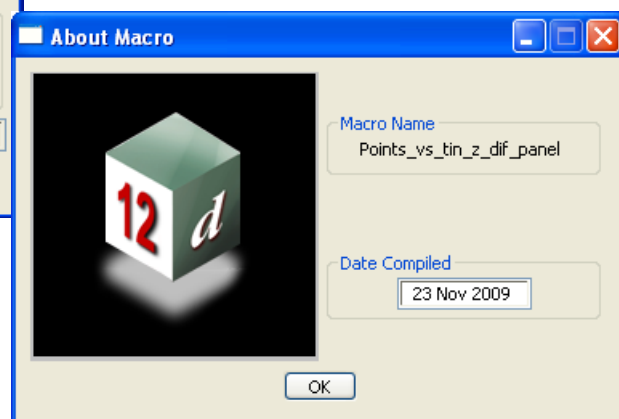 About Macro
12
d
Macro Name
Points_vs_tin_z_dif_panel
Date Compiled
23 Nov 2009
OK